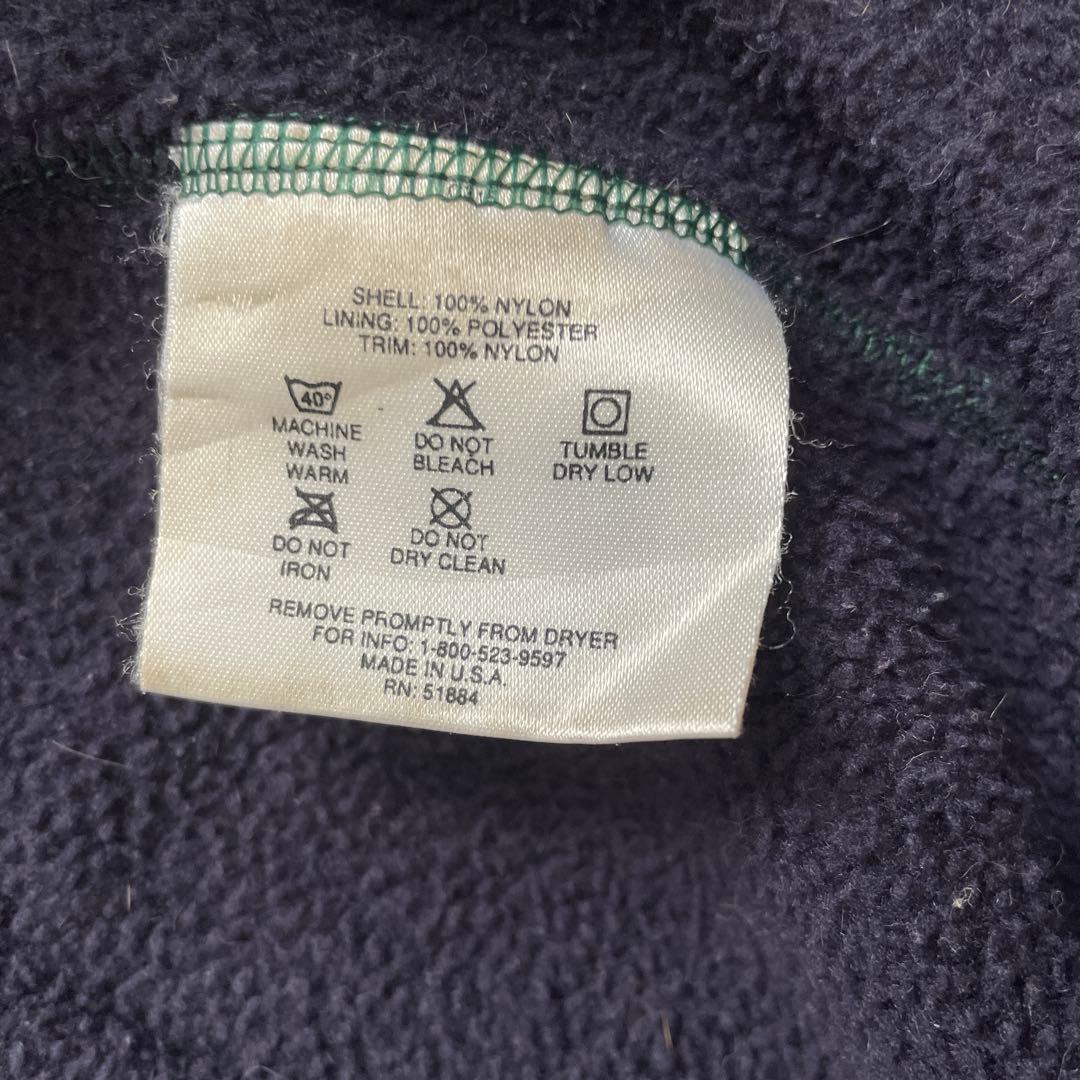 SHELL: 100% NYLON
LINING: 100% POLYESTER
TRIM: 100% NYLON
40°
MACHINE WASH WARM
DO NOT BLEACH
TUMBLE DRY LOW
DO NOT IRON
DO NOT DRY CLEAN
REMOVE PROMPTLY FROM DRYER
FOR INFO: 1-800-523-9597
MADE IN U.S.A.
RN: 51884